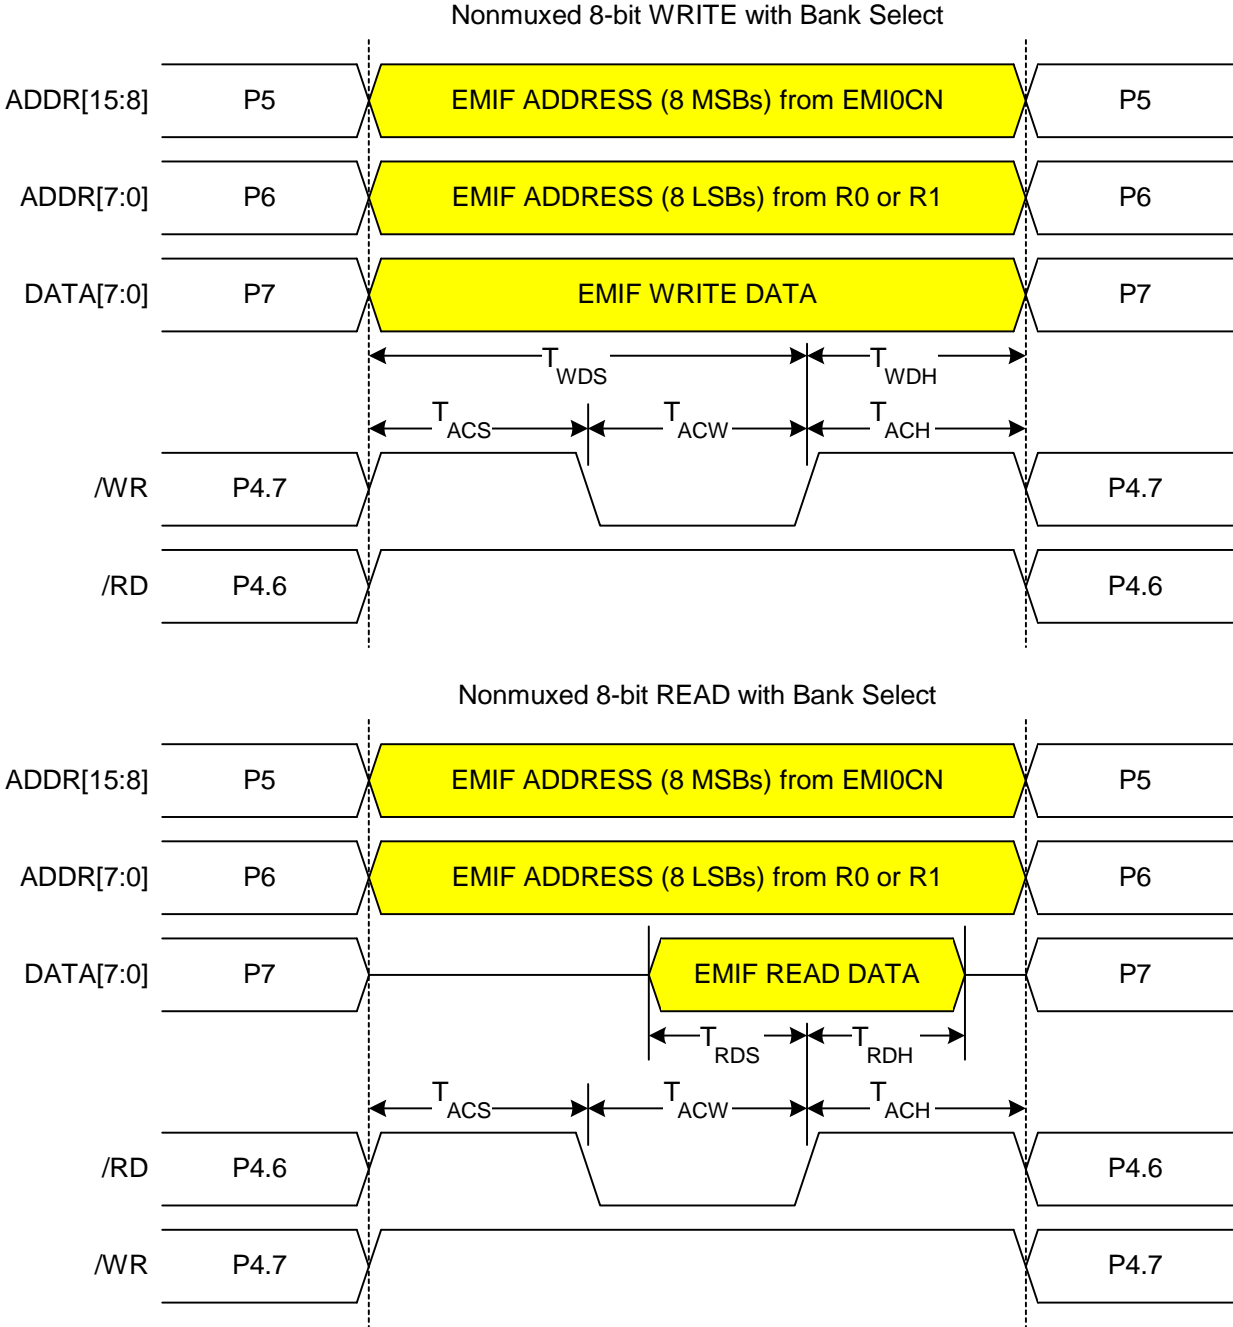 Nonmuxed 8-bit WRITE with Bank Select
ADDR[15:8] P5 EMIF ADDRESS (8 MSBs) from EMI0CN P5
ADDR[7:0] P6 EMIF ADDRESS (8 LSBs) from R0 or R1 P6
DATA[7:0] P7 EMIF WRITE DATA P7
TWDS TWDH
TACS TACW TACH
/WR P4.7 P4.7
/RD P4.6 P4.6
Nonmuxed 8-bit READ with Bank Select
ADDR[15:8] P5 EMIF ADDRESS (8 MSBs) from EMI0CN P5
ADDR[7:0] P6 EMIF ADDRESS (8 LSBs) from R0 or R1 P6
DATA[7:0] P7 EMIF READ DATA P7
TRDS TRDH
TACS TACW TACH
/RD P4.6 P4.6
/WR P4.7 P4.7